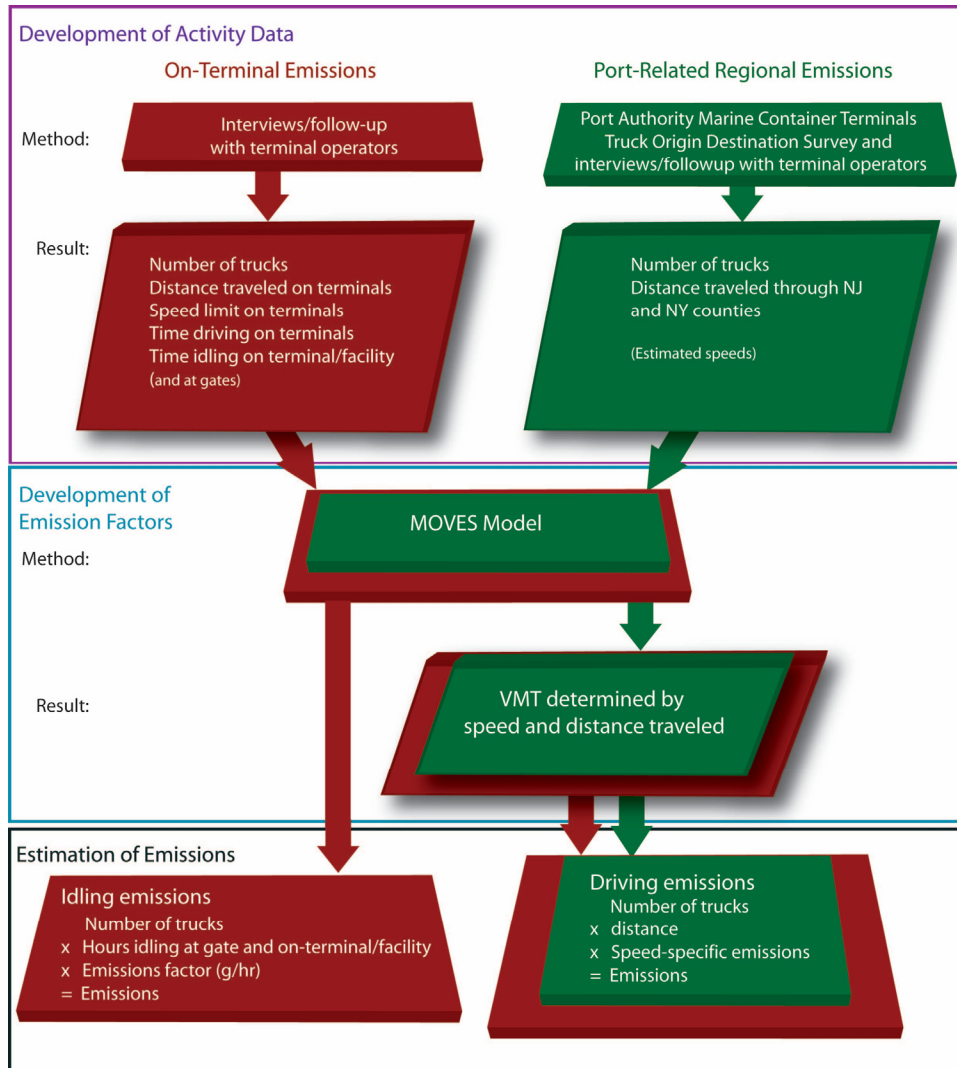 Development of Activity Data
On-Terminal Emissions
Port-Related Regional Emissions
Method:
Interviews/follow-up
with terminal operators
Port Authority Marine Container Terminals
Truck Origin Destination Survey and
interviews/followup with terminal operators
Result:
Number of trucks
Distance traveled on terminals
Speed limit on terminals
Time driving on terminals
Time idling on terminal/facility
(and at gates)
Number of trucks
Distance traveled through NJ
and NY counties
(Estimated speeds)
Development of
Emission Factors
Method:
MOVES Model
Result:
VMT determined by
speed and distance traveled
Estimation of Emissions
Idling emissions
Number of trucks
x Hours idling at gate and on-terminal/facility
x Emissions factor (g/hr)
= Emissions
Driving emissions
Number of trucks
x distance
x Speed-specific emissions
= Emissions